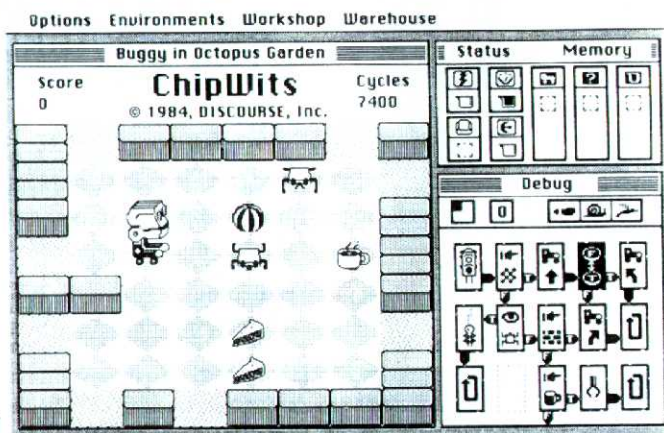 Options Environments Workshop Warehouse
Buggy in Octopus Garden
Score
0
ChipWits
© 1984, DISCOURSE, Inc.
Cycles
7400
Status Memory
Debug
0